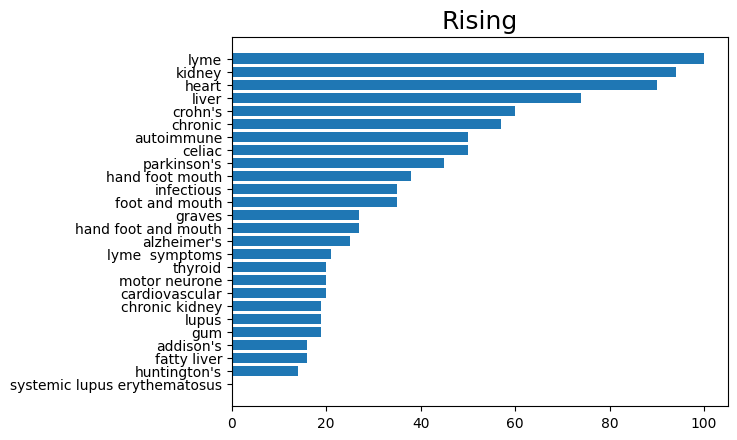 Rising
lyme
kidney
heart
liver
crohn's
chronic
autoimmune
celiac
parkinson's
hand foot mouth
infectious
foot and mouth
graves
hand foot and mouth
alzheimer's
lyme  symptoms
thyroid
motor neurone
cardiovascular
chronic kidney
lupus
gum
addison's
fatty liver
huntington's
systemic lupus erythematosus
0 20 40 60 80 100